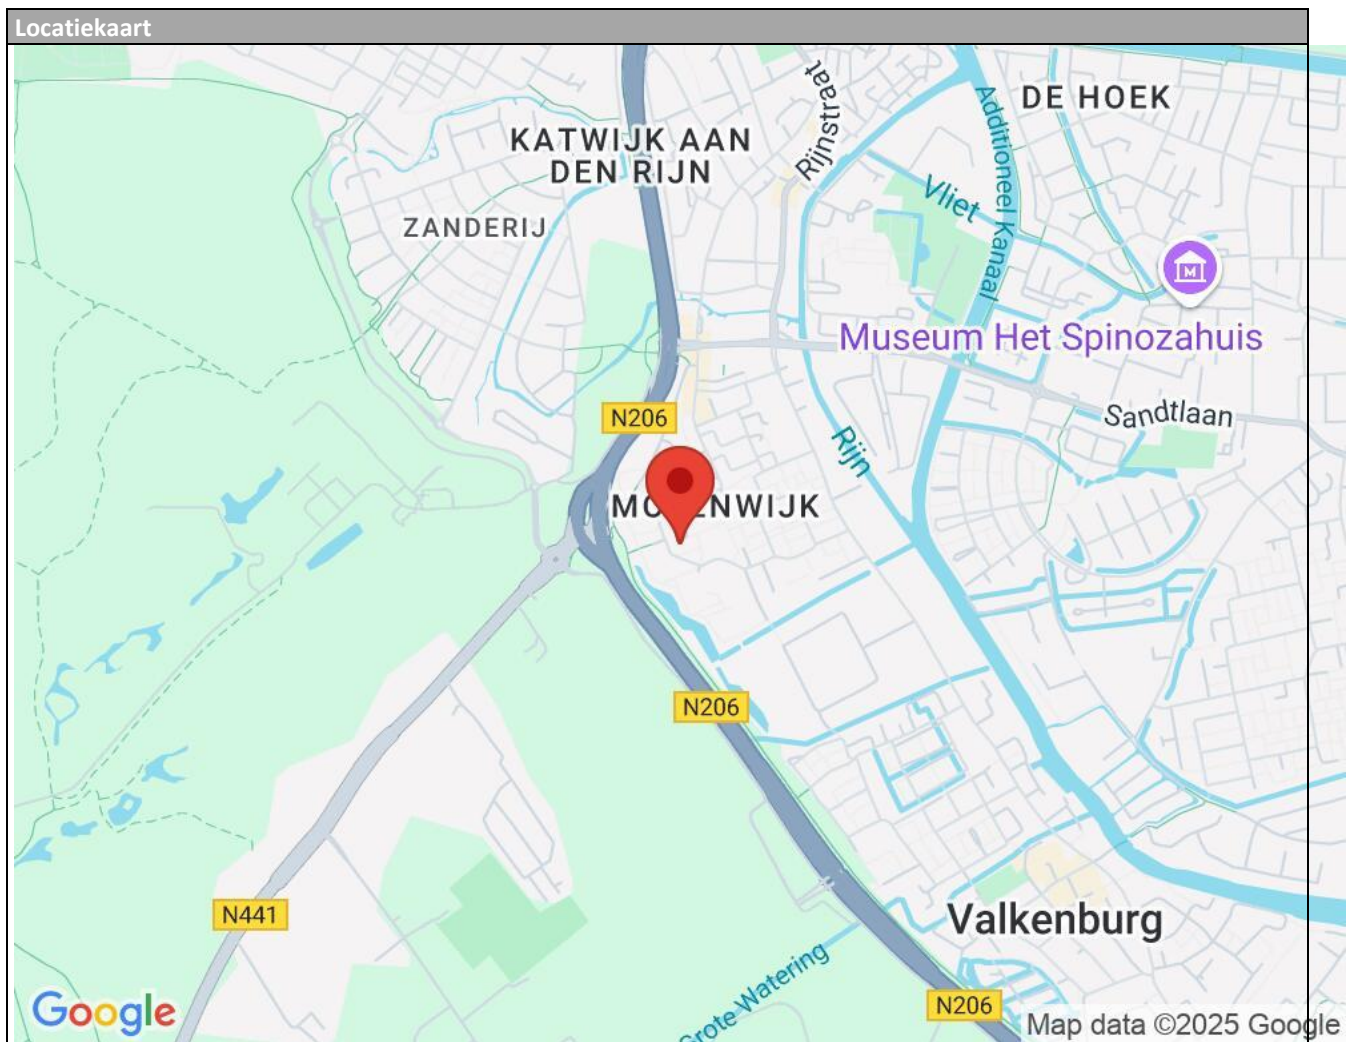 Locatiekaart
DE HOEK
Rijnstraat
Additioneel Kanaal
KATWIJK AAN
DEN RIJN
Vliet
ZANDERIJ
Museum Het Spinozahuis
N206
Sandtlaan
Rijn
N206
N441
Valkenburg
Grote Watering
N206
Google
Map data ©2025 Google